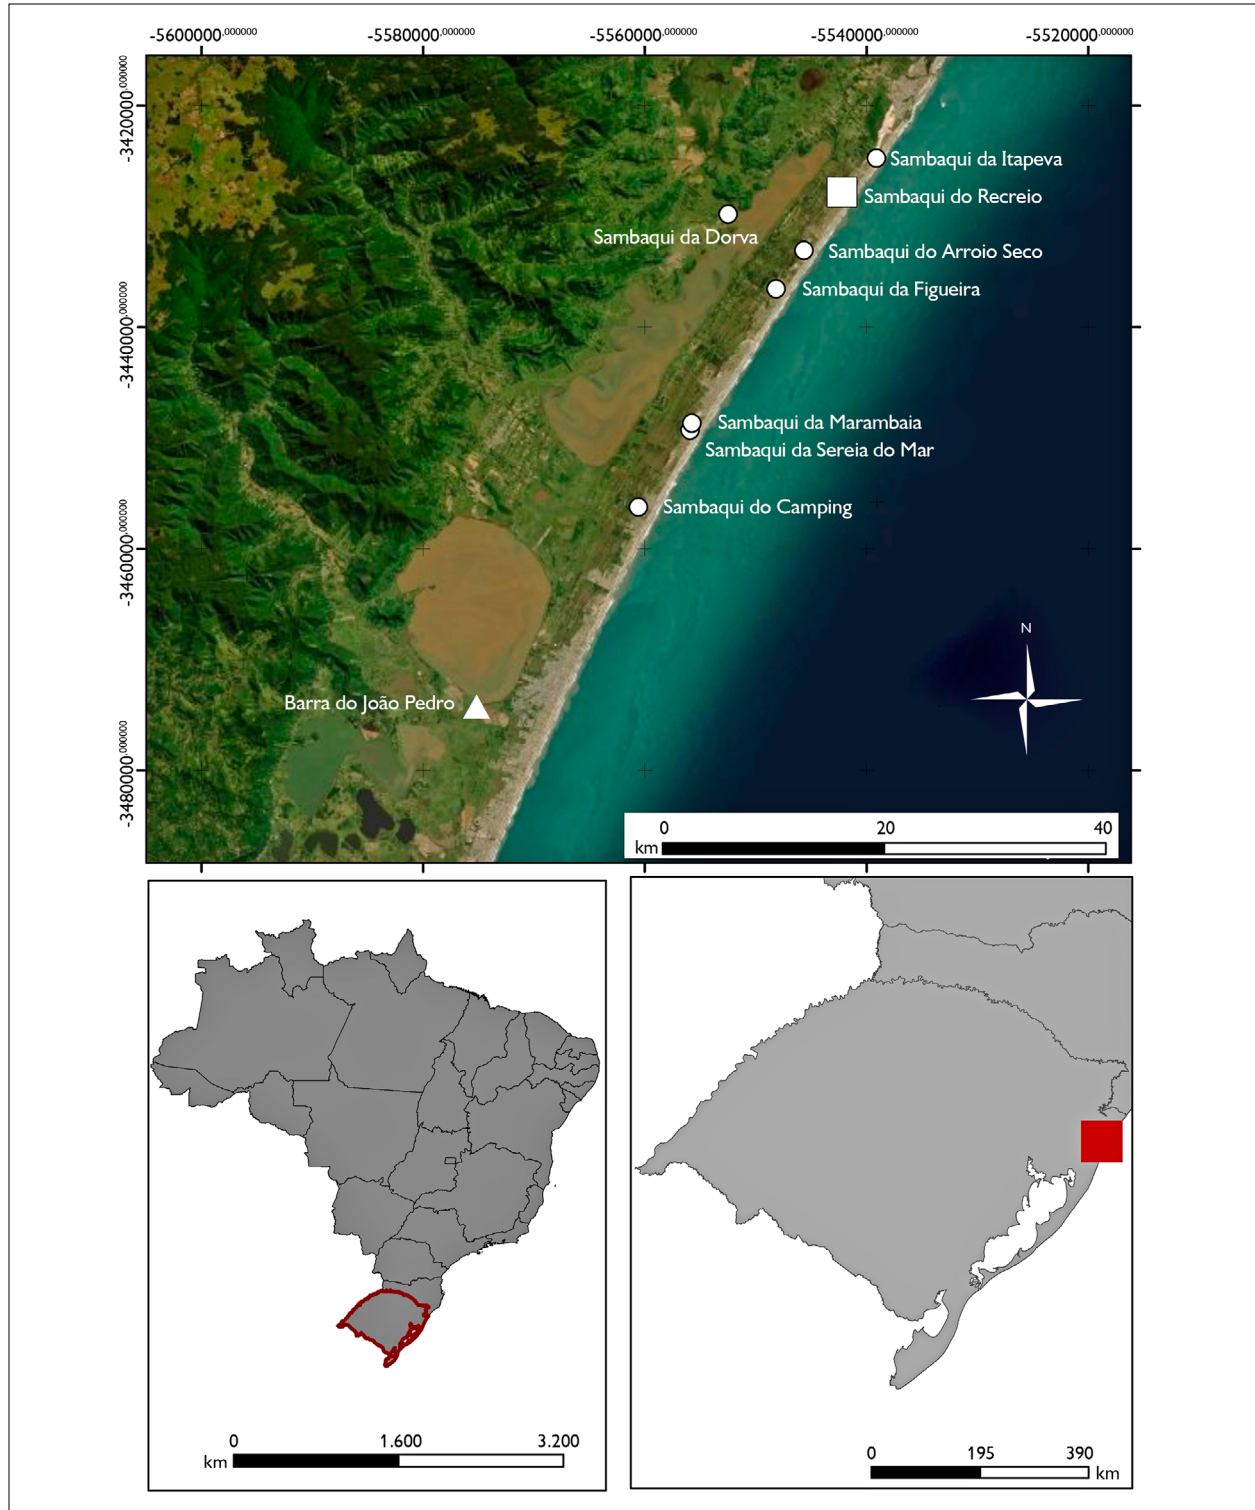 -5600000.000000 -5580000.000000 -5560000.000000 -5540000.000000 -5520000.000000
-3420000.000000
-3440000.000000
-3460000.000000
-3480000.000000
Sambaqui da Itapeva
Sambaqui do Recreio
Sambaqui da Dorva
Sambaqui do Arroio Seco
Sambaqui da Figueira
Sambaqui da Marambaia
Sambaqui da Sereia do Mar
Sambaqui do Camping
N
Barra do João Pedro
0 20 40
km
0 1.600 3.200
km
0 195 390
km